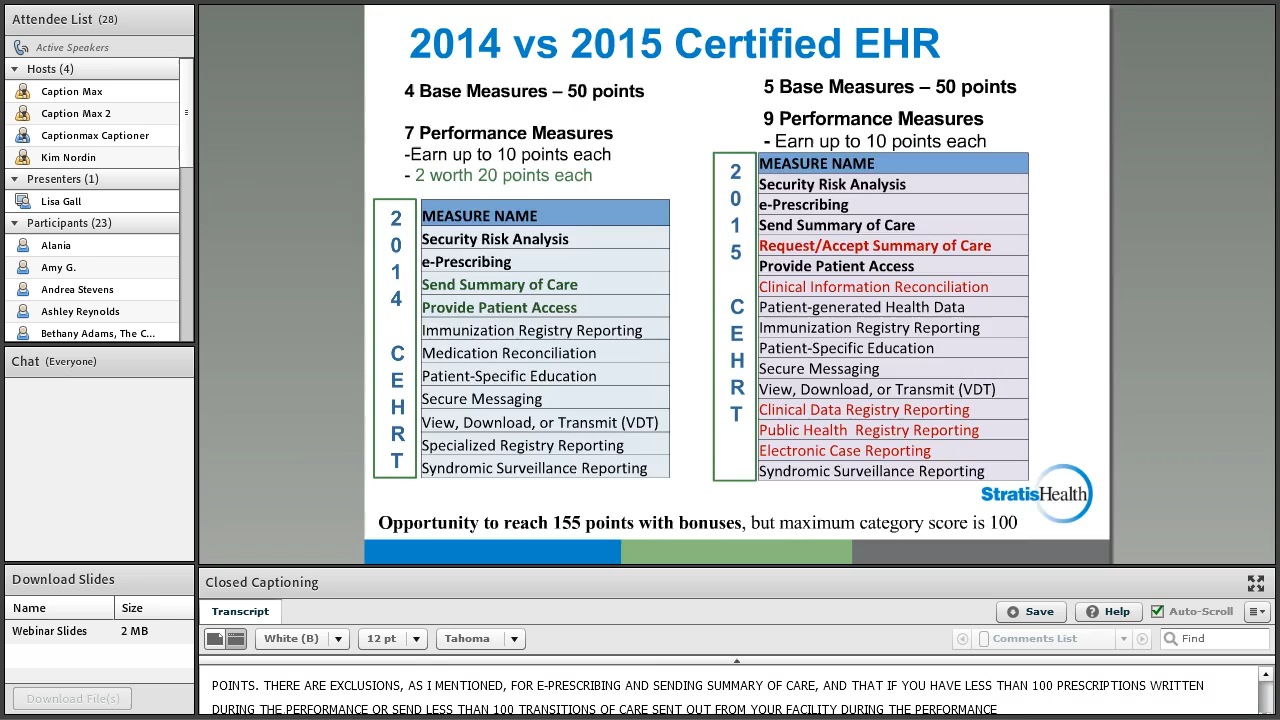 Attendee List (28)
Active Speakers
Hosts (4)
Caption Max
Caption Max 2
Captionmax Captioner
Kim Nordin
Presenters (1)
Lisa Gall
Participants (23)
Alania
Amy G.
Andrea Stevens
Ashley Reynolds
Bethany Adams, The C...
Chat (Everyone)
Download Slides
Name Size
Webinar Slides 2 MB
Download File(s)
2014 vs 2015 Certified EHR
4 Base Measures – 50 points
7 Performance Measures
-Earn up to 10 points each
- 2 worth 20 points each
2014 CEHRT
MEASURE NAME
Security Risk Analysis
e-Prescribing
Send Summary of Care
Provide Patient Access
Immunization Registry Reporting
Medication Reconciliation
Patient-Specific Education
Secure Messaging
View, Download, or Transmit (VDT)
Specialized Registry Reporting
Syndromic Surveillance Reporting
5 Base Measures – 50 points
9 Performance Measures
- Earn up to 10 points each
2015 CEHRT
MEASURE NAME
Security Risk Analysis
e-Prescribing
Send Summary of Care
Request/Accept Summary of Care
Provide Patient Access
Clinical Information Reconciliation
Patient-generated Health Data
Immunization Registry Reporting
Patient-Specific Education
Secure Messaging
View, Download, or Transmit (VDT)
Clinical Data Registry Reporting
Public Health Registry Reporting
Electronic Case Reporting
Syndromic Surveillance Reporting
StratisHealth
Opportunity to reach 155 points with bonuses, but maximum category score is 100
Closed Captioning
Transcript
Save Help Auto-Scroll
White (B) 12 pt Tahoma Comments List Find
POINTS. THERE ARE EXCLUSIONS, AS I MENTIONED, FOR E-PRESCRIBING AND SENDING SUMMARY OF CARE, AND THAT IF YOU HAVE LESS THAN 100 PRESCRIPTIONS WRITTEN
DURING THE PERFORMANCE OR SEND LESS THAN 100 TRANSITIONS OF CARE SENT OUT FROM YOUR FACILITY DURING THE PERFORMANCE